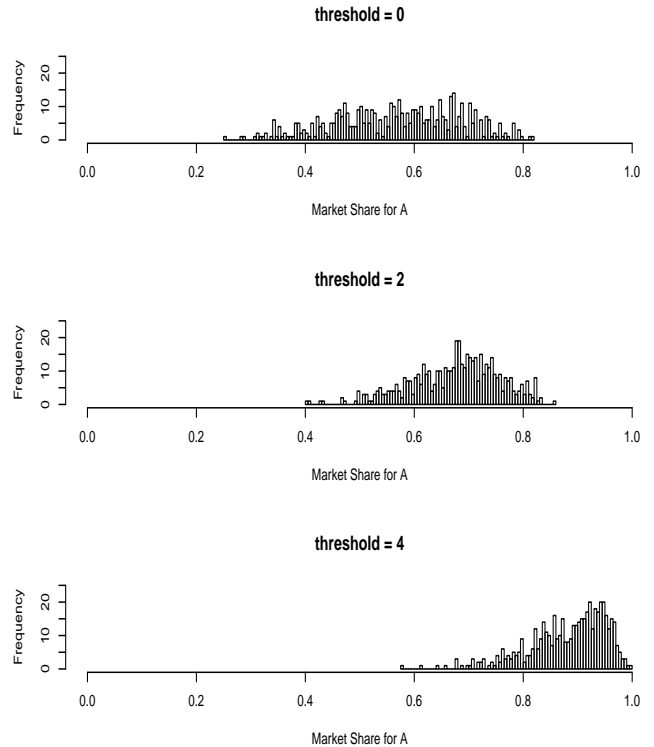 threshold = 0
Frequency
0 10 20
0.0 0.2 0.4 0.6 0.8 1.0
Market Share for A
threshold = 2
Frequency
0 10 20
0.0 0.2 0.4 0.6 0.8 1.0
Market Share for A
threshold = 4
Frequency
0 10 20
0.0 0.2 0.4 0.6 0.8 1.0
Market Share for A